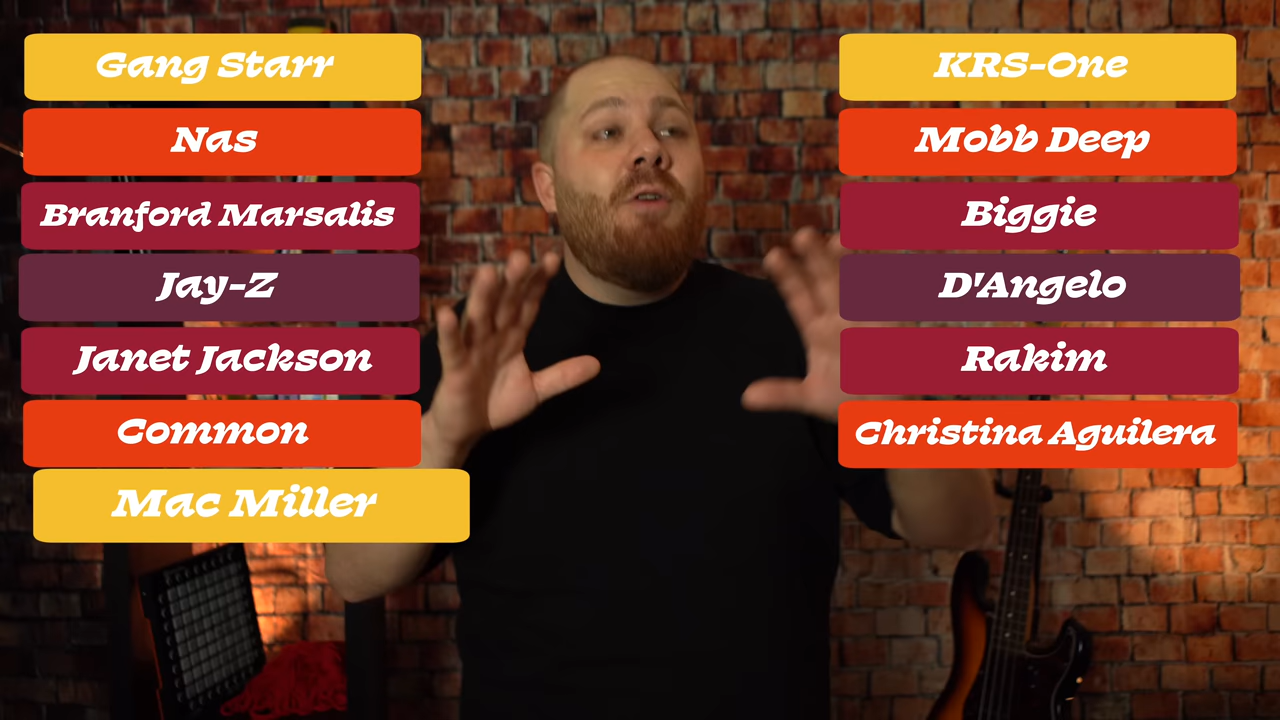 Gang Starr
Nas
Branford Marsalis
Jay-Z
Janet Jackson
Common
Mac Miller
KRS-One
Mobb Deep
Biggie
D'Angelo
Rakim
Christina Aguilera